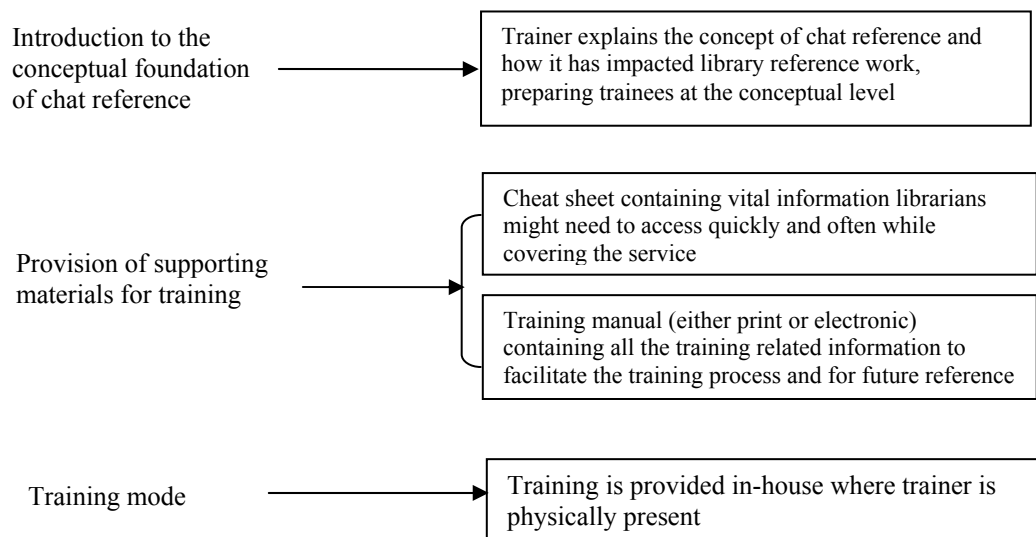 Introduction to the
conceptual foundation
of chat reference
Trainer explains the concept of chat reference and
how it has impacted library reference work,
preparing trainees at the conceptual level
Provision of supporting
materials for training
Cheat sheet containing vital information librarians
might need to access quickly and often while
covering the service
Training manual (either print or electronic)
containing all the training related information to
facilitate the training process and for future reference
Training mode
Training is provided in-house where trainer is
physically present